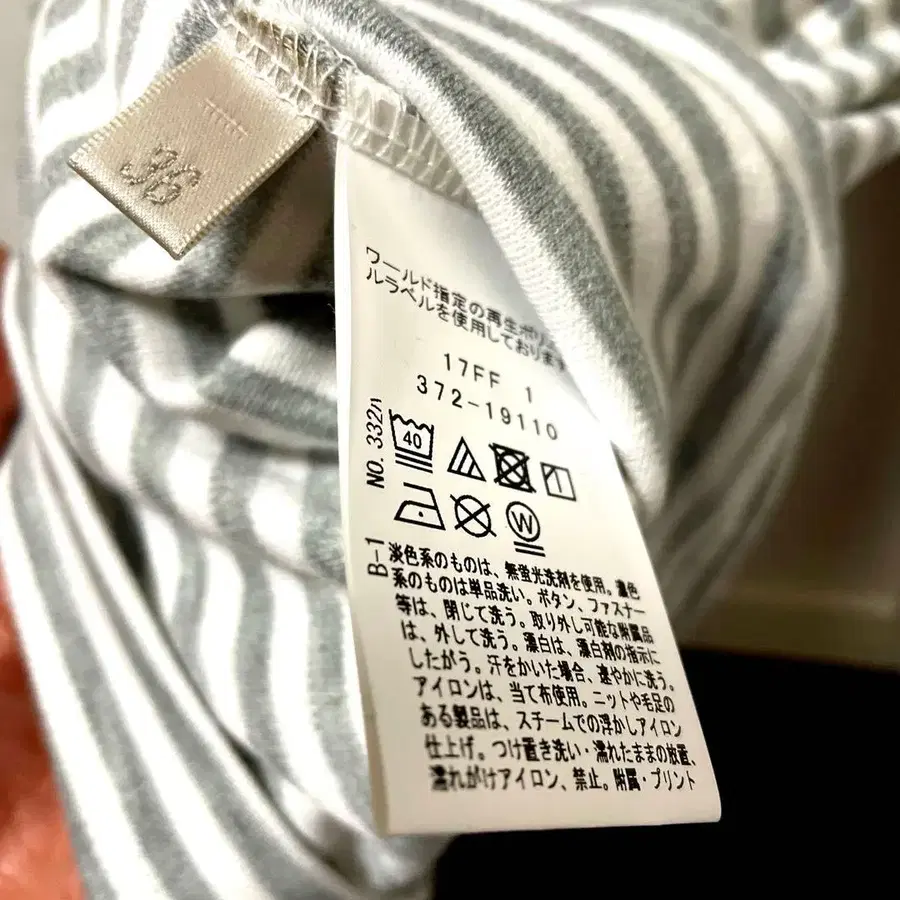 36
ワールド指定の再生ポリ
ルラベルを使用しております
17FF 1
372-19110
NO. 332ハ
40
W
B-1
淡色系のものは、無蛍光洗剤を使用。濃色
系のものは単品洗い。ボタン、ファスナー
等は、閉じて洗う。取り外し可能な附属品
は、外して洗う。漂白は、漂白剤の指示に
したがう。汗をかいた場合、速やかに洗う。
アイロンは、当て布使用。ニットや毛足の
ある製品は、スチームでの浮かしアイロン
仕上げ。つけ置き洗い・濡れたままの放置、
濡れがけアイロン、禁止。附属・プリント